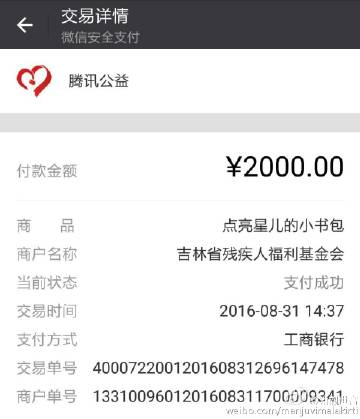 交易详情
微信安全支付
腾讯公益
付款金额 ¥2000.00
商 品 点亮星儿的小书包
商户名称 吉林省残疾人福利基金会
当前状态 支付成功
交易时间 2016-08-31 14:37
支付方式 工商银行
交易单号 4000722001201608312696147478
商户单号 1331009601201608311700009341
weibo.com/manjuvimalakirti